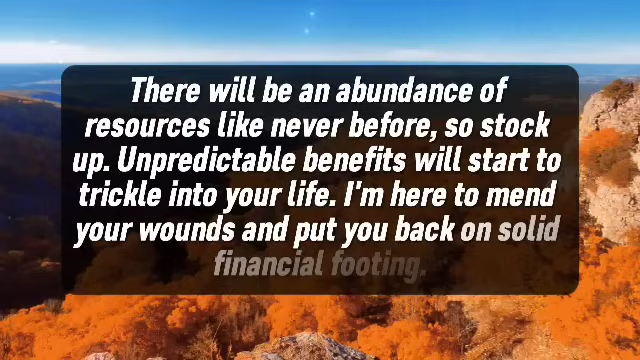 There will be an abundance of
resources like never before, so stock
up. Unpredictable benefits will start to
trickle into your life. I'm here to mend
your wounds and put you back on solid
financial footing.